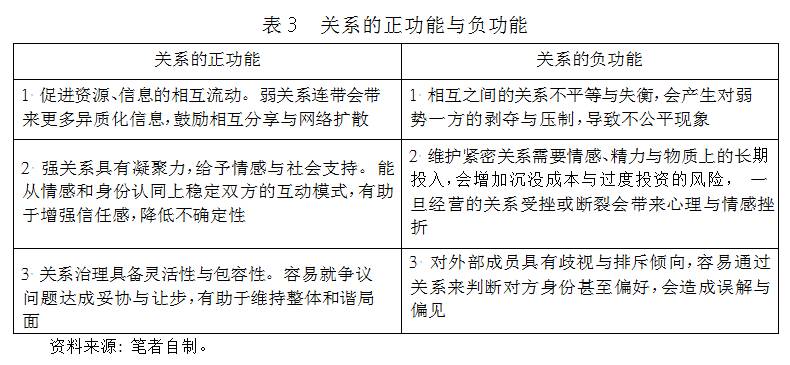 表3 关系的正功能与负功能
关系的正功能
关系的负功能
1· 促进资源、信息的相互流动。弱关系连带会带
来更多异质化信息,鼓励相互分享与网络扩散
1· 相互之间的关系不平等与失衡,会产生对弱
势一方的剥夺与压制,导致不公平现象
2· 强关系具有凝聚力,给予情感与社会支持。能
从情感和身份认同上稳定双方的互动模式,有助
于增强信任感,降低不确定性
2· 维护紧密关系需要情感、精力与物质上的长期
投入,会增加沉没成本与过度投资的风险, 一
旦经营的关系受挫或断裂会带来心理与情感挫
折
3· 关系治理具备灵活性与包容性。容易就争议
问题达成妥协与让步,有助于维持整体和谐局
面
3· 对外部成员具有歧视与排斥倾向,容易通过
关系来判断对方身份甚至偏好,会造成误解与
偏见
资料来源: 笔者自制。